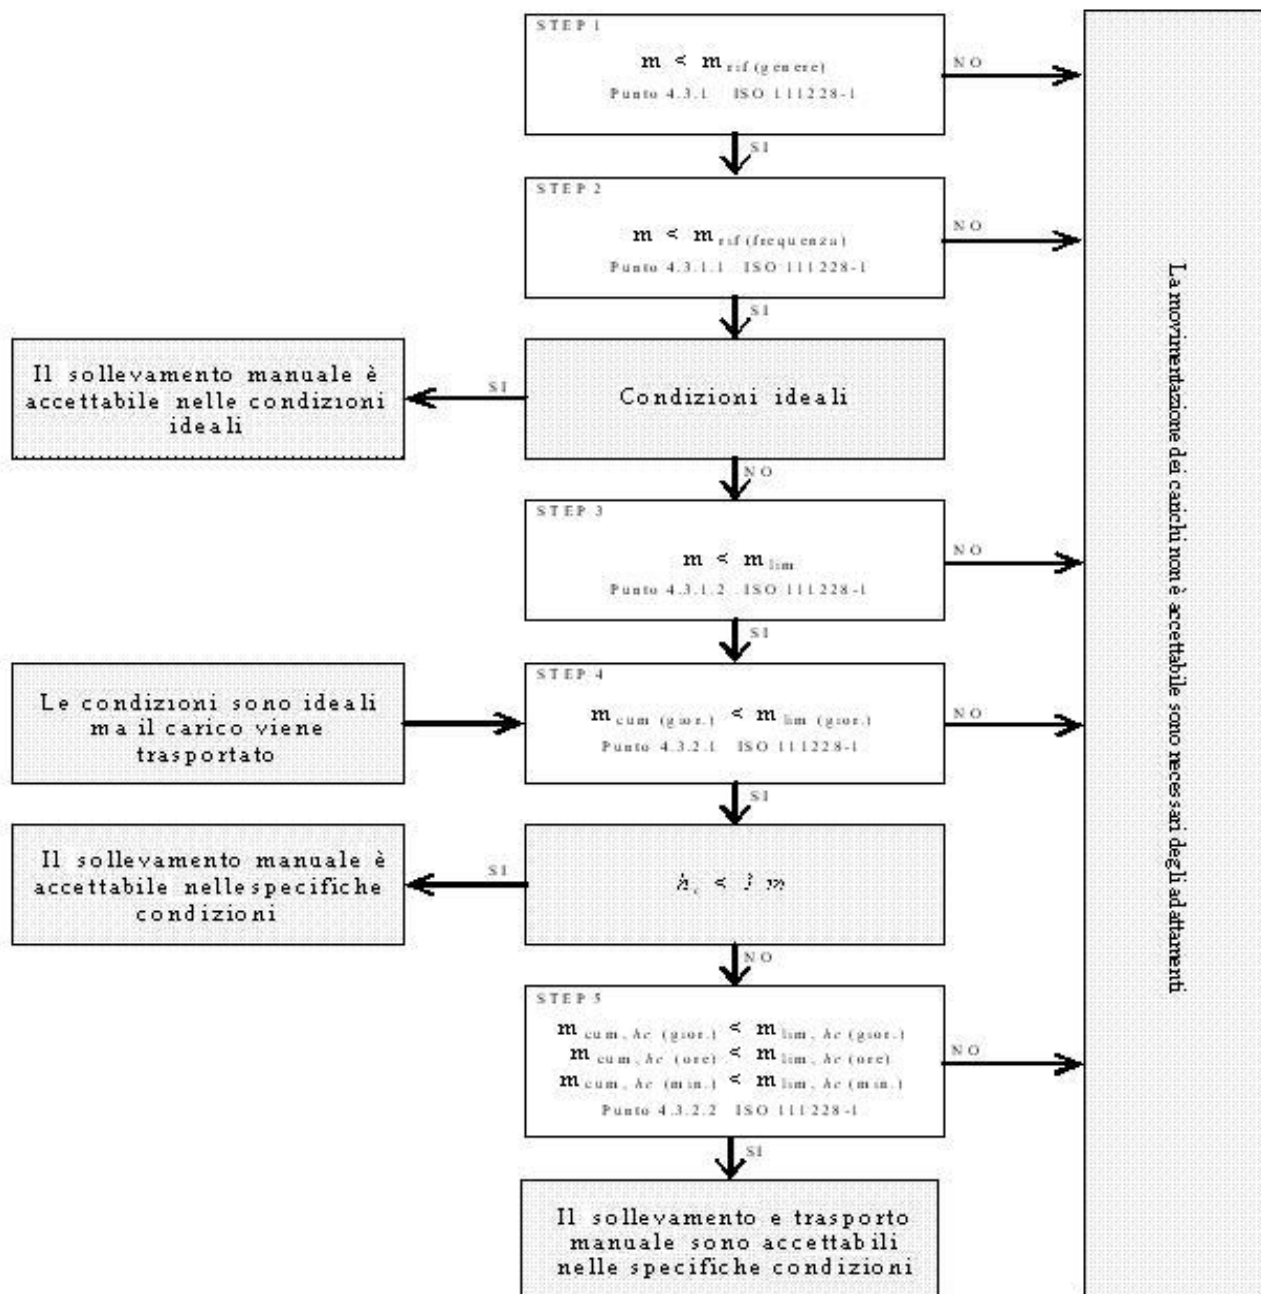 STEP 1
m < m rif (genere)
Punto 4.3.1 ISO 111228-1
NO
SI
STEP 2
m < m rif (frequenza)
Punto 4.3.1.1 ISO 111228-1
NO
SI
Il sollevamento manuale è
accettabile nelle condizioni
ideali
SI
Condizioni ideali
NO
STEP 3
m < m lim
Punto 4.3.1.2 ISO 111228-1
NO
SI
Le condizioni sono ideali
ma il carico viene
trasportato
STEP 4
m cum (gior.) < m lim (gior.)
Punto 4.3.2.1 ISO 111228-1
NO
SI
Il sollevamento manuale è
accettabile nelle specifiche
condizioni
SI
h c < 3 m
NO
STEP 5
m cum, hc (gior.) < m lim, hc (gior.)
m cum, hc (ore) < m lim, hc (ore)
m cum, hc (min.) < m lim, hc (min.)
Punto 4.3.2.2 ISO 111228-1
NO
SI
Il sollevamento e trasporto
manuale sono accettabili
nelle specifiche condizioni
La movimentazione dei carichi non è accettabile sono necessari degli adattamenti